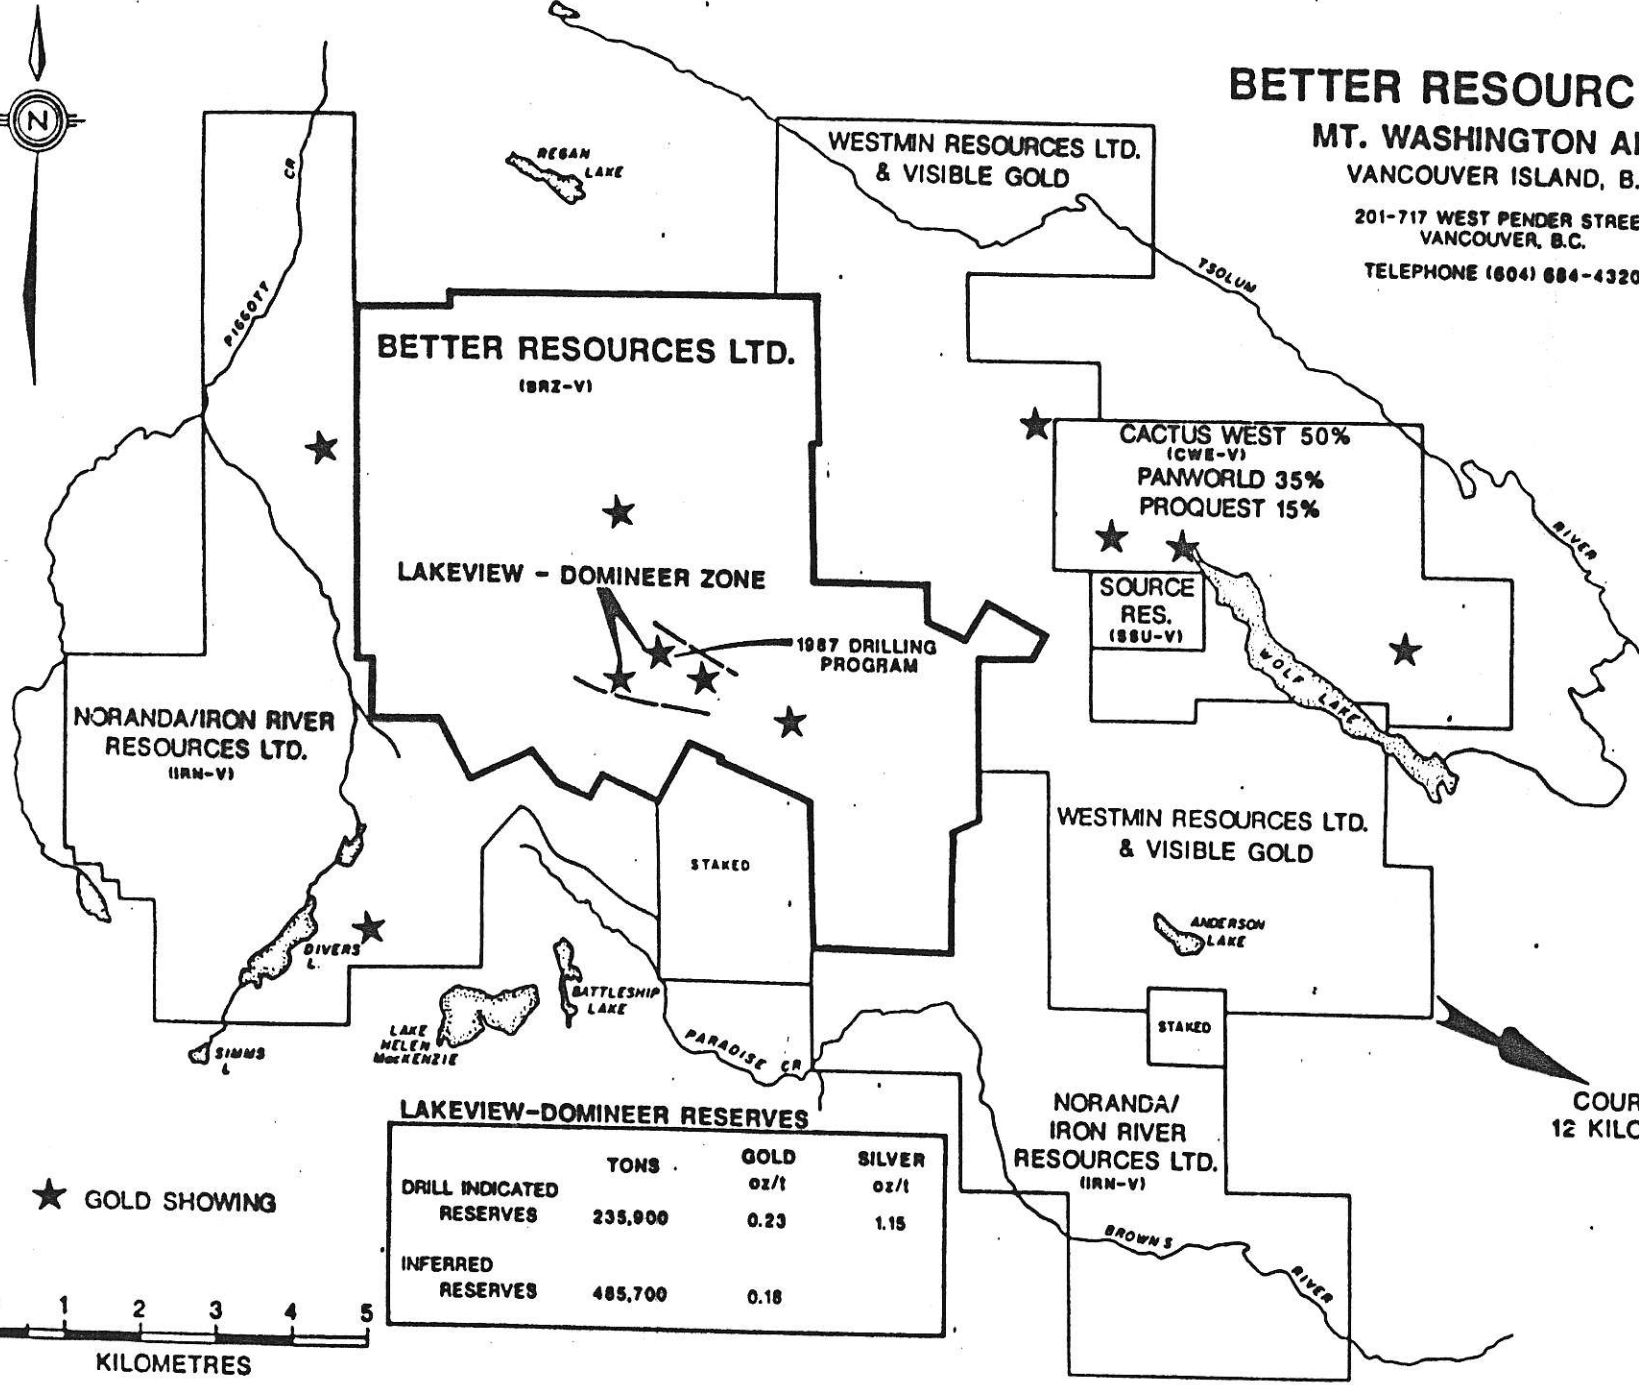 N
BETTER RESOURC
MT. WASHINGTON A
VANCOUVER ISLAND, B.
201-717 WEST PENDER STREE
VANCOUVER, B.C.
TELEPHONE (604) 684-4320
PIGGOTT CR
REGAN
LAKE
WESTMIN RESOURCES LTD.
& VISIBLE GOLD
TSOLUM
RIVER
BETTER RESOURCES LTD.
(BRZ-V)
CACTUS WEST 50%
(CWE-V)
PANWORLD 35%
PROQUEST 15%
LAKEVIEW - DOMINEER ZONE
SOURCE
RES.
(SSU-V)
1987 DRILLING
PROGRAM
WOLF LAKE
NORANDA/IRON RIVER
RESOURCES LTD.
(IRN-V)
WESTMIN RESOURCES LTD.
& VISIBLE GOLD
STAKED
ANDERSON
LAKE
DIVERS
L.
BATTLESHIP
LAKE
LAKE
HELEN
MacKENZIE
SIMMS
L
PARADISE CR
STAKED
COUR
12 KILO
NORANDA/
IRON RIVER
RESOURCES LTD.
(IRN-V)
BROWNS
RIVER
LAKEVIEW-DOMINEER RESERVES
TONS GOLD SILVER
oz/t oz/t
DRILL INDICATED
RESERVES 235,900 0.23 1.15
INFERRED
RESERVES 485,700 0.18
★ GOLD SHOWING
1 2 3 4 5
KILOMETRES